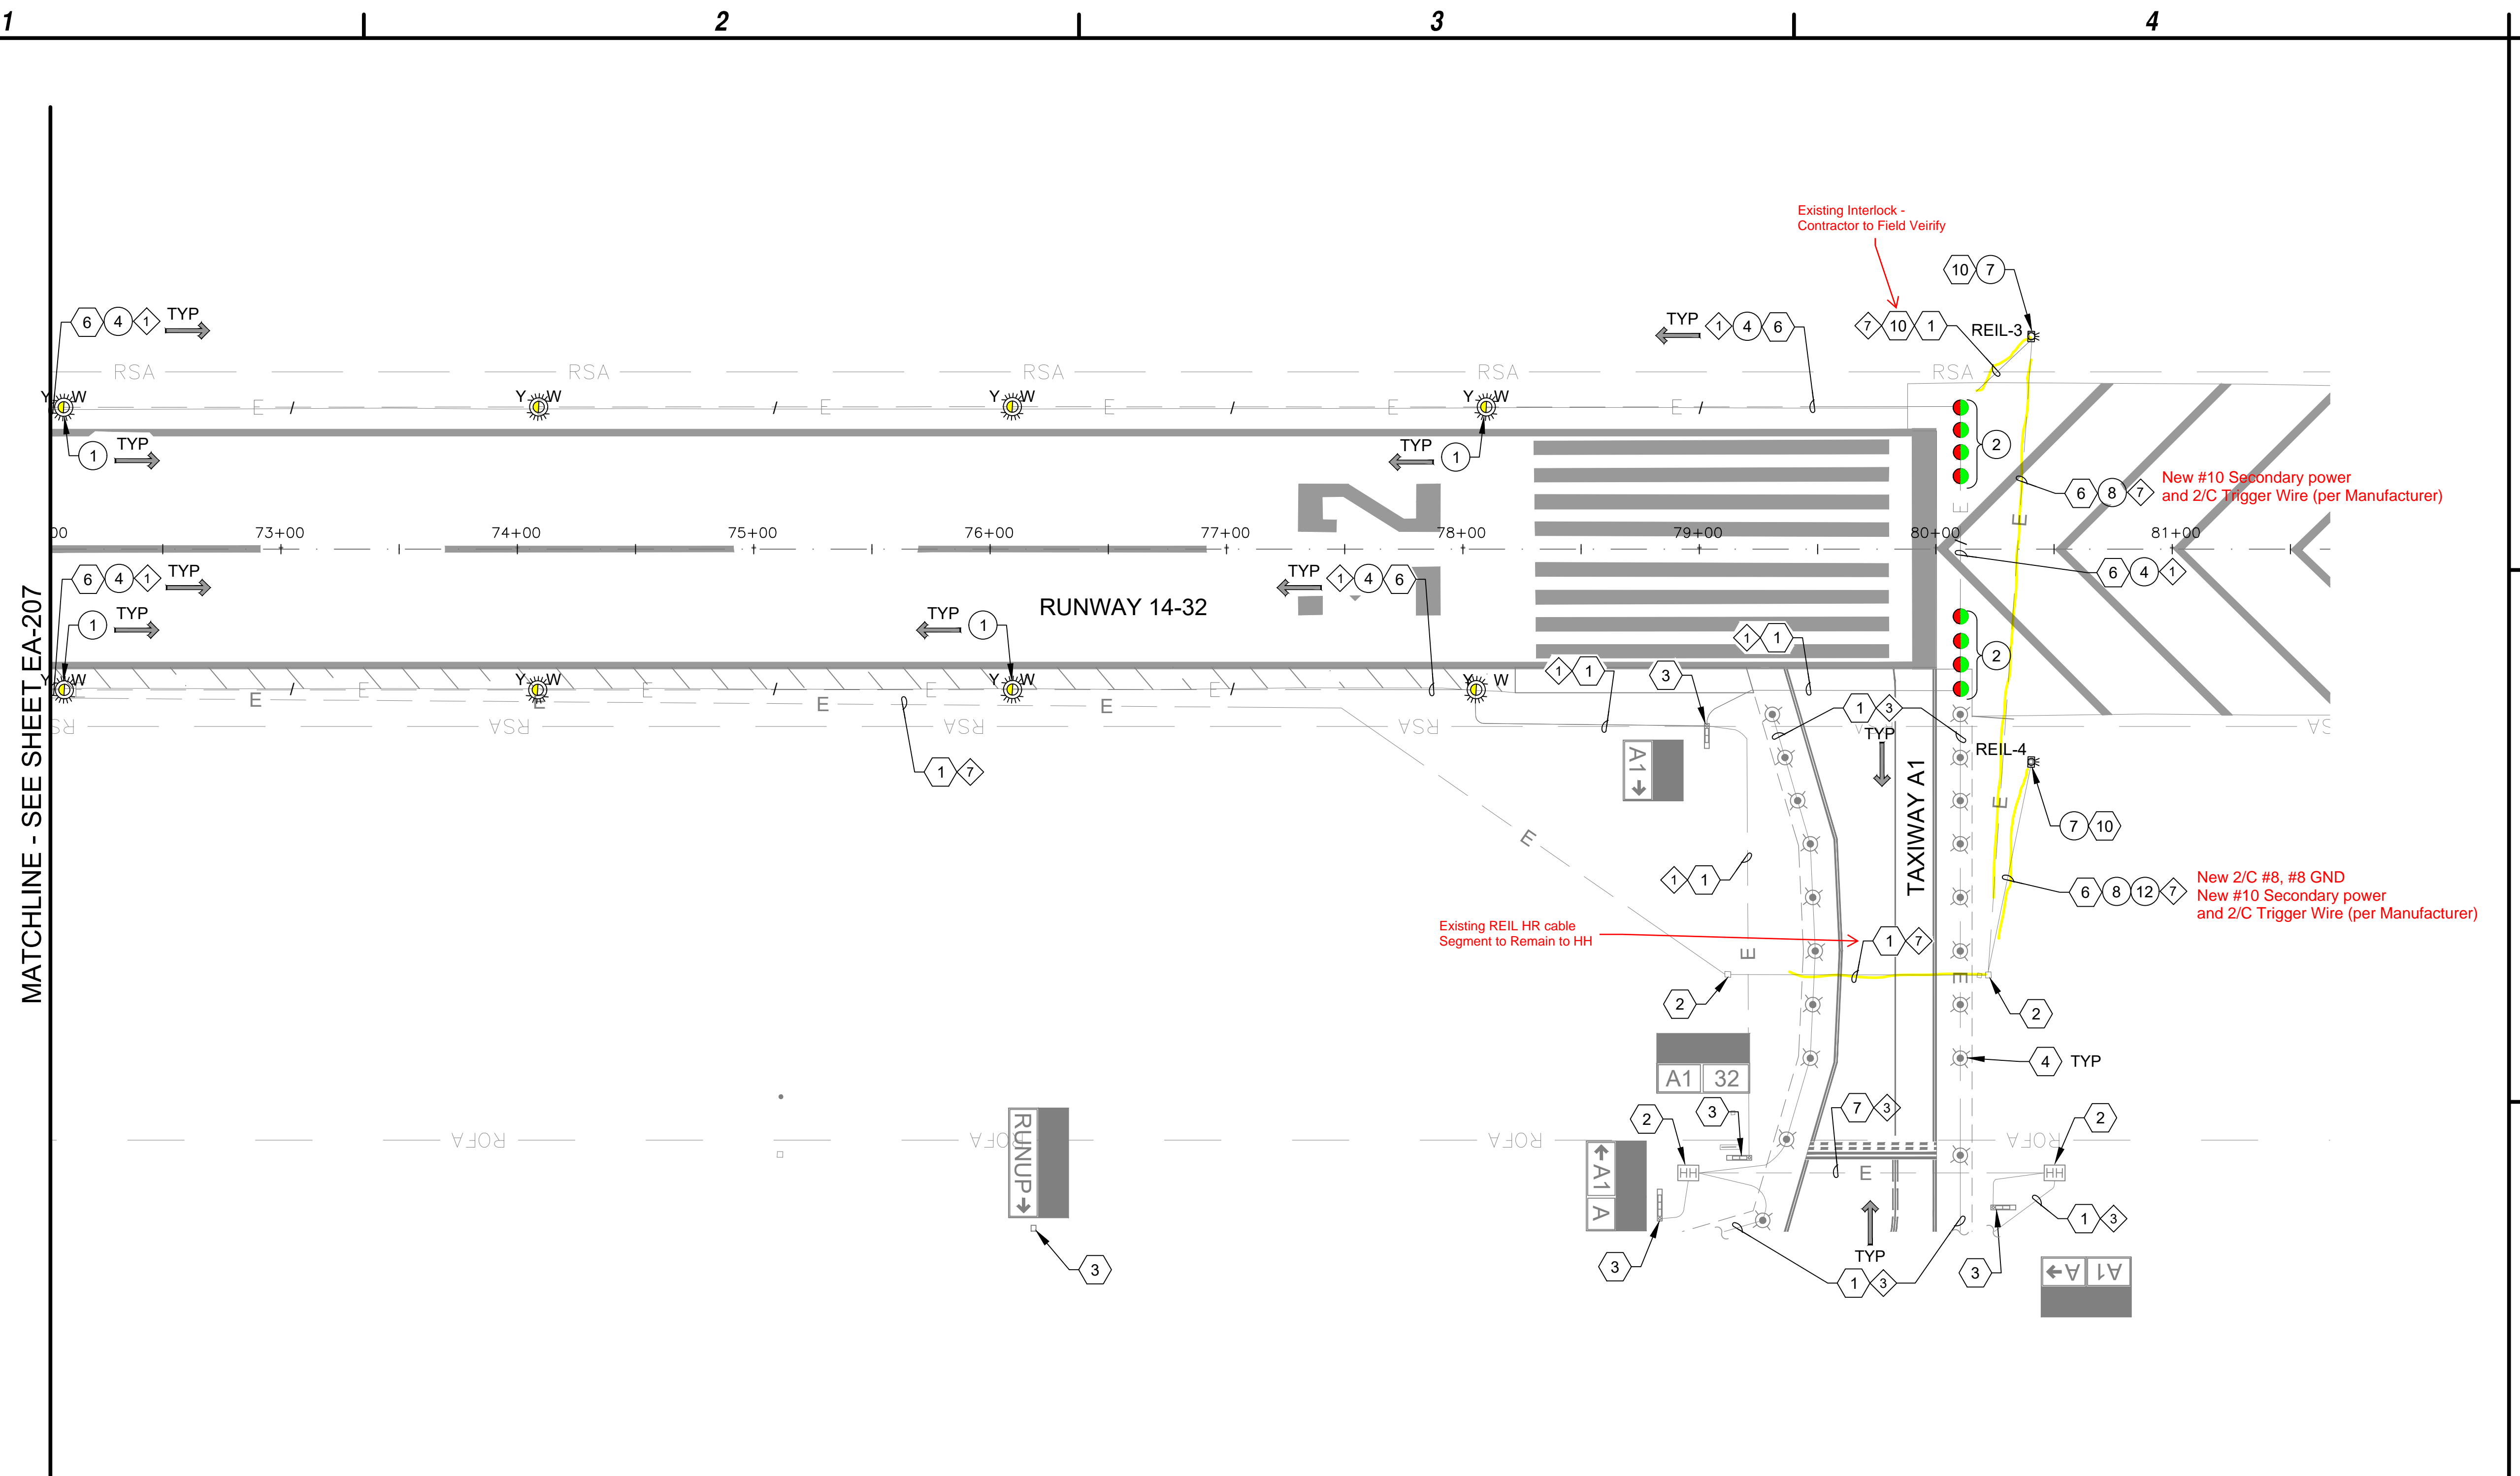 1
2
3
4
Existing Interlock -
Contractor to Field Veirify
10 7
6 4 1 TYP
TYP 1 4 6
7 10 1
REIL-3
RSA RSA RSA RSA RSA
Y W Y W Y W Y W
E E E E E E
1 TYP
TYP 1
2
6 8 7
New #10 Secondary power
and 2/C Trigger Wire (per Manufacturer)
E
E
00 73+00 74+00 75+00 76+00 77+00 78+00 79+00 80+00 81+00
2
6 4 1 TYP
TYP 1 4 6
6 4 1
RUNWAY 14-32
1 TYP
TYP 1
1 1
2
1 1
3
Y W Y W Y W Y W
E E E E
E E E E
1 3
RSA RSA RSA RSA RSA RSA
TYP
REIL-4
A1
1 7
TAXIWAY A1
E
7 10
E
1 1
6 8 12 7
New 2/C #8, #8 GND
New #10 Secondary power
and 2/C Trigger Wire (per Manufacturer)
Existing REIL HR cable
Segment to Remain to HH
1 7
E
E
2
2
4 TYP
A1 32
2
3
7 3
2
ROFA ROFA ROFA ROFA
RUNUP
A1 A
HH
E
HH
1 3
3
3
TYP
1 3
3
A A1
MATCHLINE - SEE SHEET EA-207